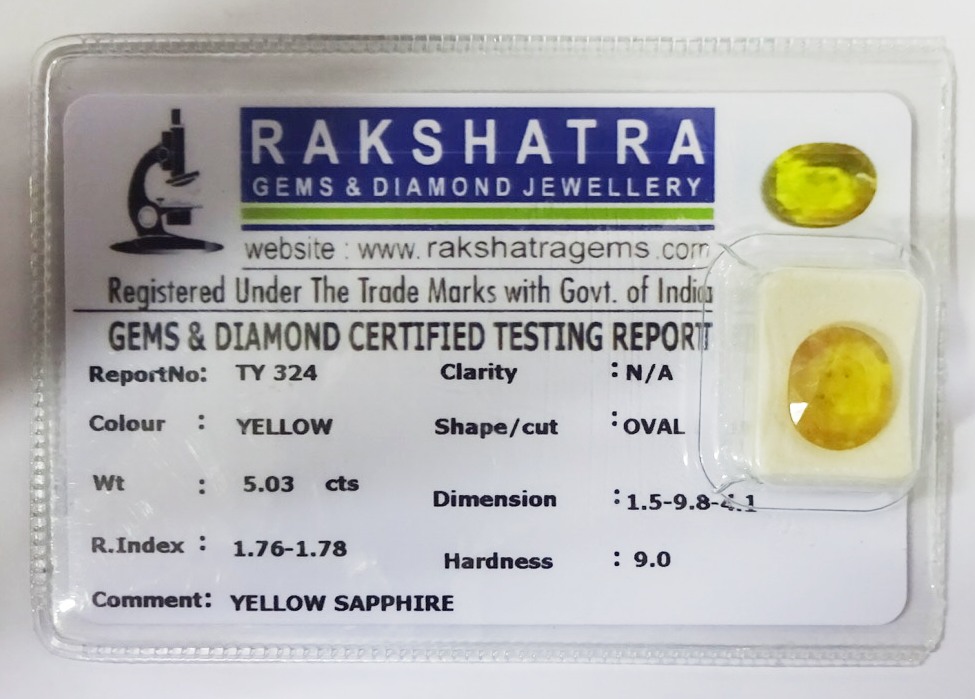 RAKSHATRA
GEMS & DIAMOND JEWELLERY
website : www. rakshatragems .com
Registered Under The Trade Marks with Govt. of India
GEMS & DIAMOND CERTIFIED TESTING REPORT
ReportNo: TY 324 Clarity : N/A
Colour : YELLOW Shape/cut : OVAL
Wt : 5.03 cts Dimension : 1.5-9.8-4.1
R.Index : 1.76-1.78 Hardness : 9.0
Comment: YELLOW SAPPHIRE